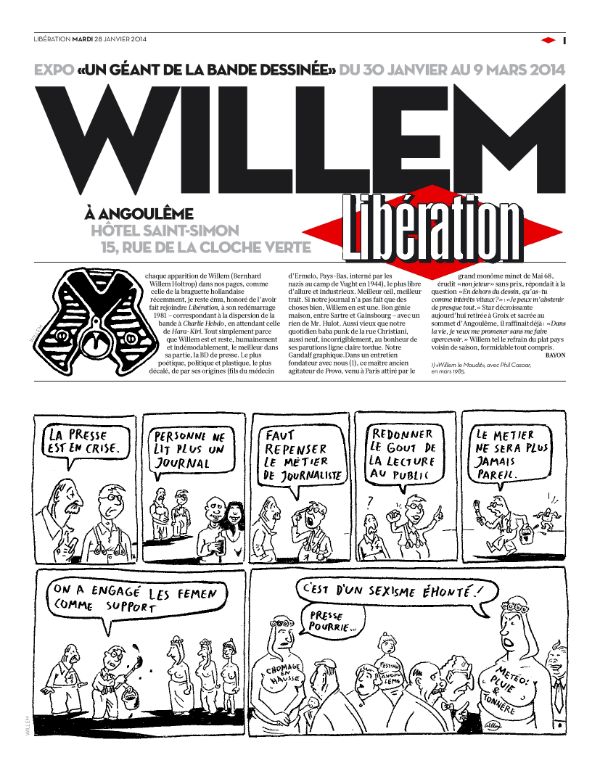 LIBÉRATION MARDI 28 JANVIER 2014
I
EXPO «UN GÉANT DE LA BANDE DESSINÉE» DU 30 JANVIER AU 9 MARS 2014
WILLEM
À ANGOULÊME
HÔTEL SAINT-SIMON
15, RUE DE LA CLOCHE VERTE
Libération
chaque apparition de Willem (Bernhard
Willem Holtrop) dans nos pages, comme
celle de la braguette hollandaise
récemment, je reste ému, honoré de l'avoir
fait rejoindre Libération, à son redémarrage
1981 – correspondant à la dispersion de la
bande à Charlie Hebdo, en attendant celle
de Hara-Kiri. Tout simplement parce
que Willem est et reste, humainement
et indémodablement, le meilleur dans
sa partie, la BD de presse. Le plus
poétique, politique et plastique, le plus
décalé, de par ses origines (fils du médecin
d'Ermelo, Pays-Bas, interné par les
nazis au camp de Vught en 1944), le plus libre
d'allure et industrieux. Meilleur œil, meilleur
trait. Si notre journal n'a pas fait que des
choses bien, Willem en est une. Bon génie
maison, entre Sartre et Gainsbourg – avec un
rien de Mr. Hulot. Aussi vieux que notre
quotidien baba punk de la rue Christiani,
aussi neuf, incorrigiblement, au bonheur de
ses parutions ligne claire tordue. Notre
Gandalf graphique. Dans un entretien
fondateur avec nous (1), ce maître ancien
agitateur de Provo, venu à Paris attiré par le
grand monôme minet de Mai 68,
érudit «non jeteur» sans prix, répondait à la
question «En dehors du dessin, qu'as-tu
comme intérêts vitaux?»: «Je peux m'abstenir
de presque tout.» Star décroissante
aujourd'hui retirée à Groix et sacrée au
sommet d'Angoulême, il raffinait déjà: «Dans
la vie, je veux me promener sans me faire
apercevoir.» Willem telle le refrain du plat pays
voisin de saison, formidable tout compris.
BAYON
(1) «Willem le Maudit», avec Phil Casoar,
en mars 1985.
LA PRESSE
EST EN CRISE.
PERSONNE NE
LIT PLUS UN
JOURNAL
FAUT
REPENSER
LE MÉTIER
DE JOURNALISTE
REDONNER
LE GOUT DE
LA LECTURE
AU PUBLIC
?
LE METIER
NE SERA PLUS
JAMAIS
PAREIL.
ON A ENGAGÉ LES FEMEN
COMME SUPPORT
C'EST D'UN SEXISME ÉHONTÉ!
PRESSE
POURRIE...
CHOMAGE
EN
HAUSSE
FESTIVAL
D'ANGOU
LEME
METEO:
PLUIE
&
TONNERE
Willem
WILLEM